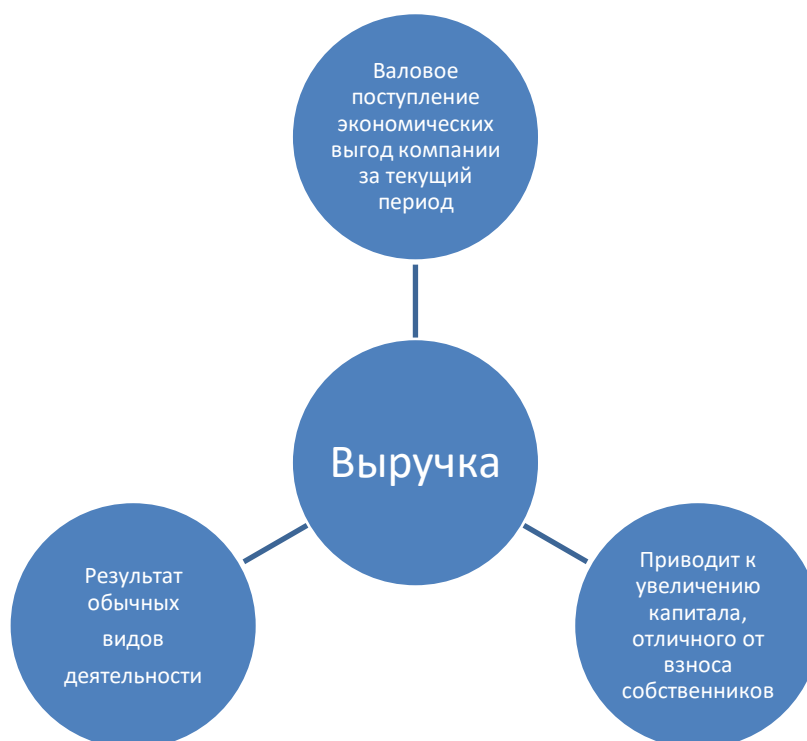 Валовое
поступление
экономических
выгод компании
за текущий
период
Выручка
Результат
обычных
видов
деятельности
Приводит к
увеличению
капитала,
отличного от
взноса
собственников